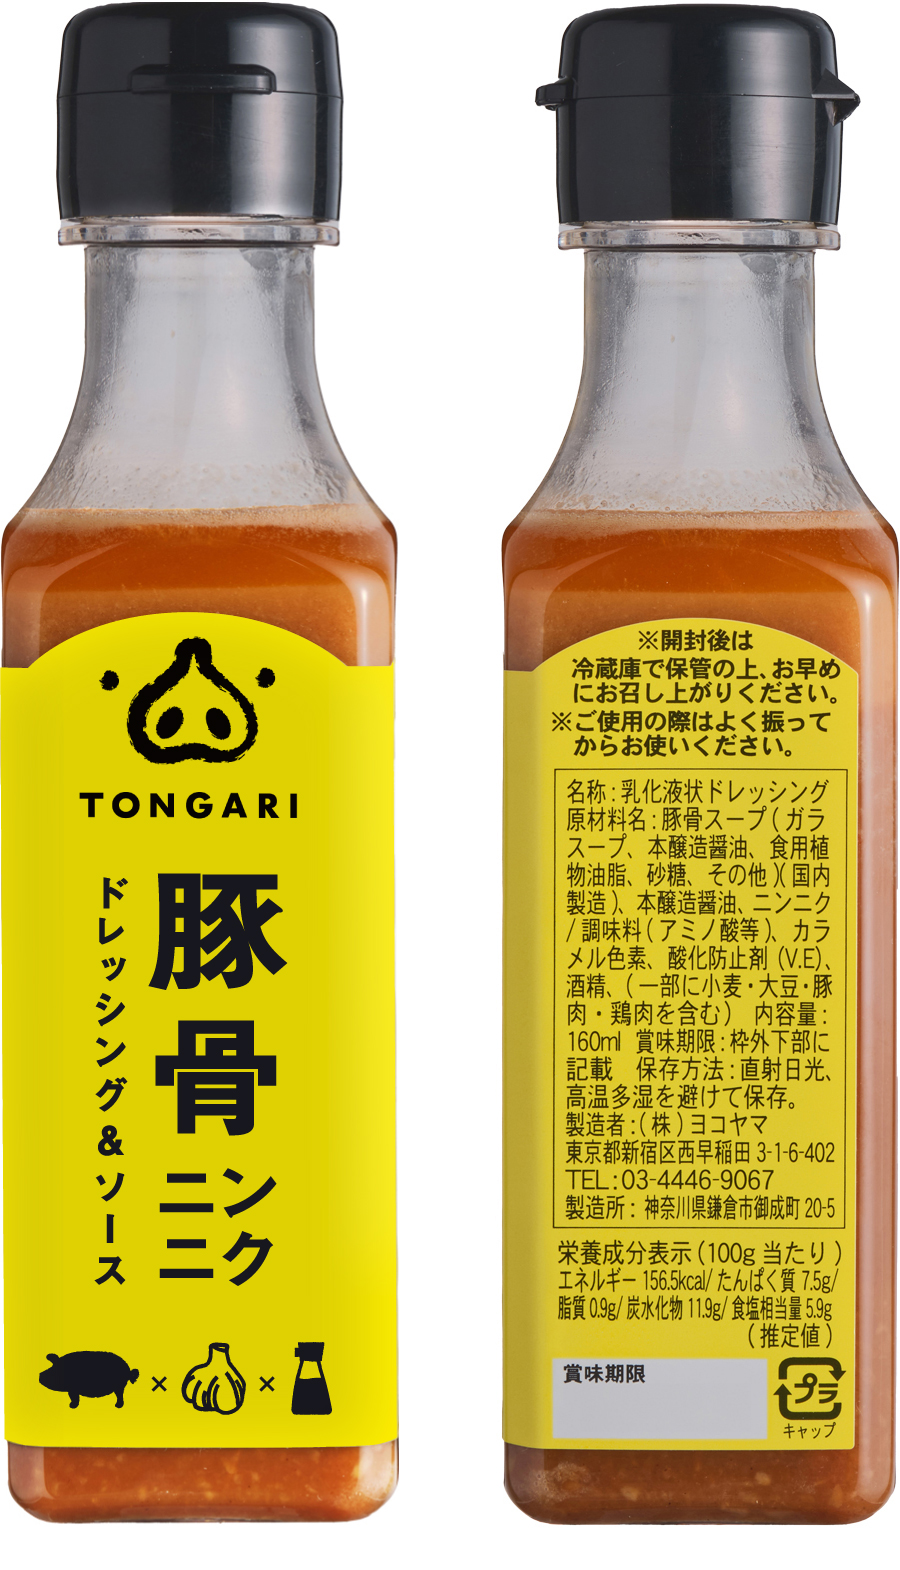 TONGARI
豚骨
ニンニク
ドレッシング&ソース
×
×
※開封後は
冷蔵庫で保管の上、お早め
にお召し上がりください。
※ご使用の際はよく振って
からお使いください。
名称:乳化液状ドレッシング
原材料名:豚骨スープ(ガラ
スープ、本醸造醤油、食用植
物油脂、砂糖、その他)(国内
製造)、本醸造醤油、ニンニク
/調味料(アミノ酸等)、カラ
メル色素、酸化防止剤(V.E)、
酒精、(一部に小麦・大豆・豚
肉・鶏肉を含む) 内容量:
160ml 賞味期限:枠外下部に
記載 保存方法:直射日光、
高温多湿を避けて保存。
製造者:(株)ヨコヤマ
東京都新宿区西早稲田 3-1-6-402
TEL:03-4446-9067
製造所:神奈川県鎌倉市御成町 20-5
栄養成分表示(100g当たり)
エネルギー 156.5kcal/たんぱく質 7.5g/
脂質 0.9g/炭水化物 11.9g/食塩相当量 5.9g
(推定値)
賞味期限
プラ
キャップ